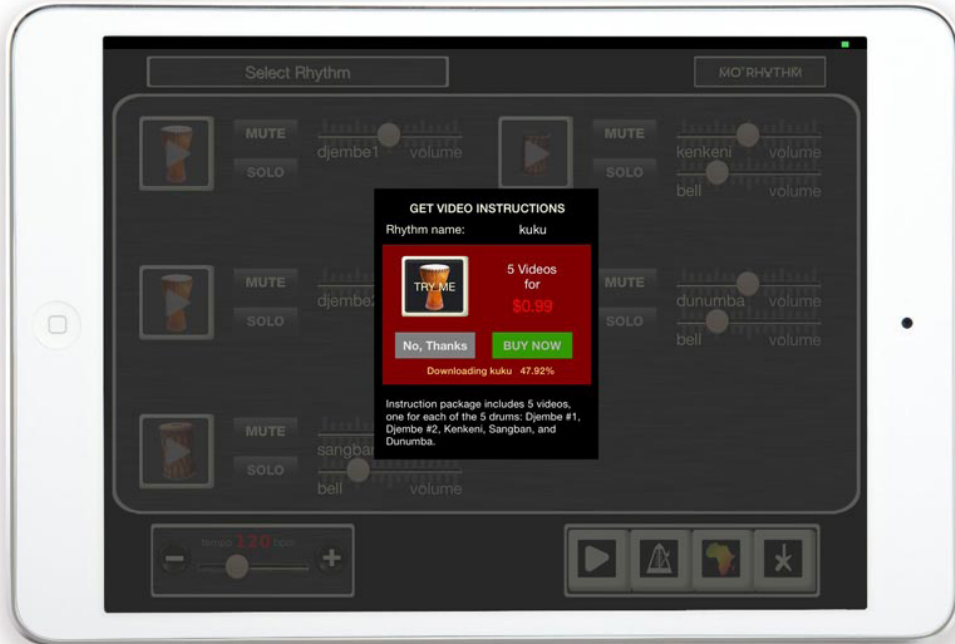 Select Rhythm
MO'RHYTHM
MUTE
SOLO
djembe1 volume
MUTE
SOLO
kenkeni volume
bell volume
GET VIDEO INSTRUCTIONS
Rhythm name: kuku
TRY ME
5 Videos
for
$0.99
No, Thanks
BUY NOW
Downloading kuku 47.92%
Instruction package includes 5 videos,
one for each of the 5 drums: Djembe #1,
Djembe #2, Kenkeni, Sangban, and
Dunumba.
MUTE
SOLO
MUTE
SOLO
dunumba volume
bell volume
MUTE
SOLO
bell volume
tempo 120 bpm